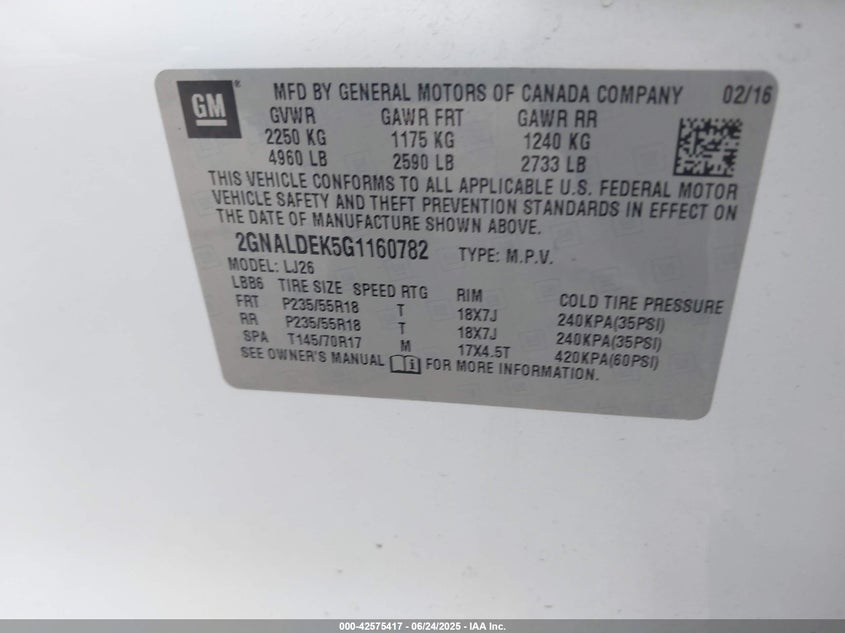 GM® MFD BY GENERAL MOTORS OF CANADA COMPANY 02/16
GVWR GAWR FRT GAWR RR
2250 KG 1175 KG 1240 KG
4960 LB 2590 LB 2733 LB
THIS VEHICLE CONFORMS TO ALL APPLICABLE U.S. FEDERAL MOTOR
VEHICLE SAFETY AND THEFT PREVENTION STANDARDS IN EFFECT ON
THE DATE OF MANUFACTURE SHOWN ABOVE.
2GNALDEK5G1160782 TYPE: M.P.V.
MODEL: LJ26
LBB6 TIRE SIZE SPEED RTG RIM COLD TIRE PRESSURE
FRT P235/55R18 T 18X7J 240KPA(35PSI)
RR P235/55R18 T 18X7J 240KPA(35PSI)
SPA T145/70R17 M 17X4.5T 420KPA(60PSI)
SEE OWNER'S MANUAL FOR MORE INFORMATION.
000-42575417 - 06/24/2025 - IAA Inc.